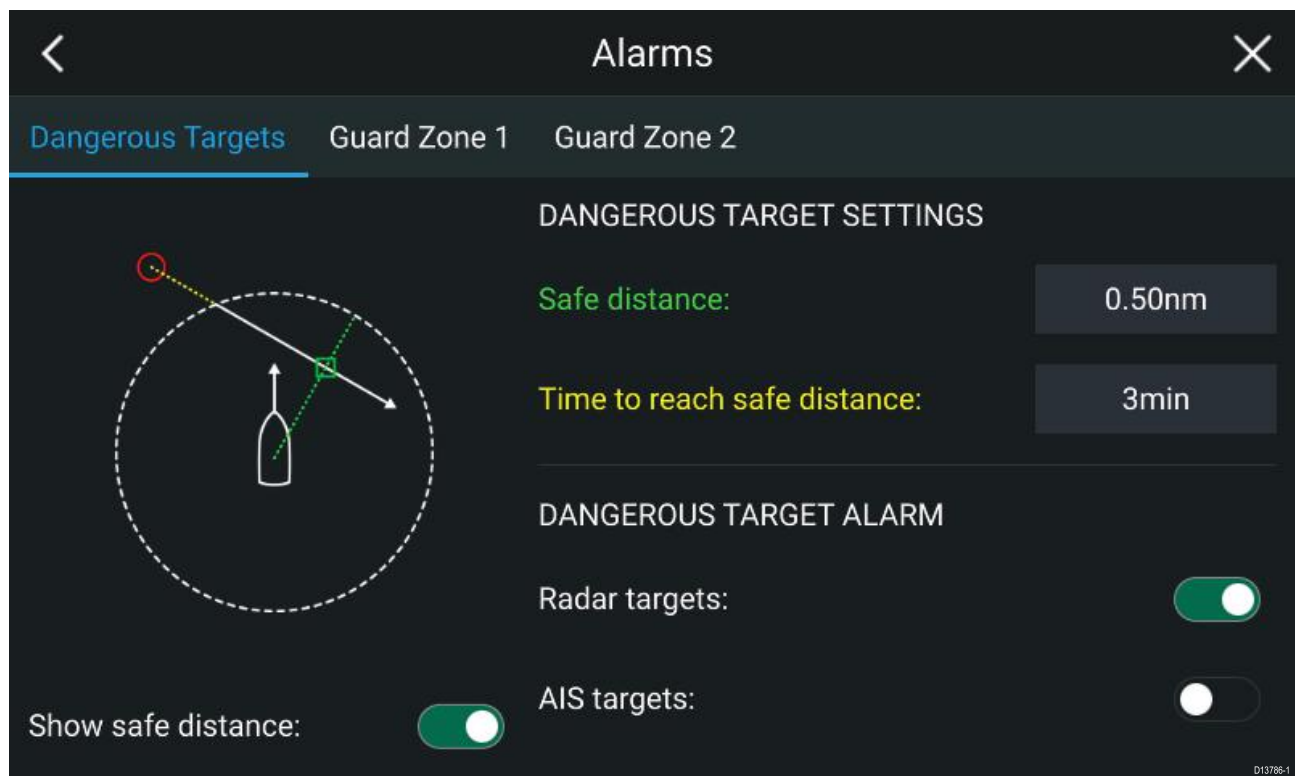 Alarms
Dangerous Targets Guard Zone 1 Guard Zone 2
DANGEROUS TARGET SETTINGS
Safe distance: 0.50nm
Time to reach safe distance: 3min
DANGEROUS TARGET ALARM
Radar targets:
AIS targets:
Show safe distance:
D13786-1